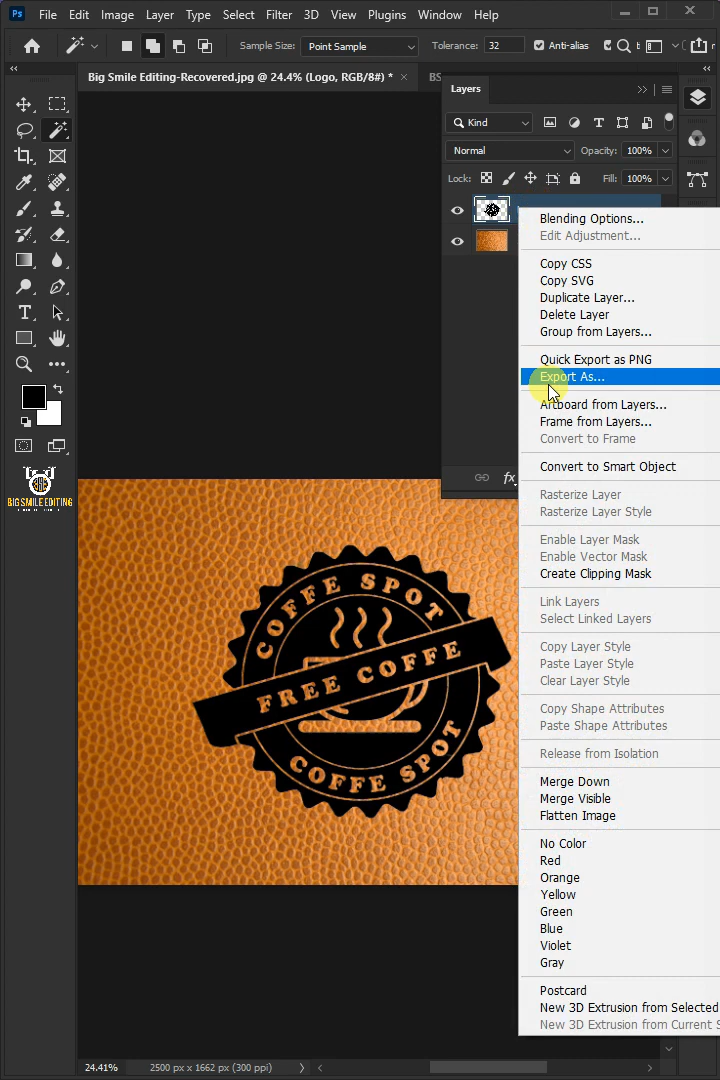 Ps File Edit Image Layer Type Select Filter 3D View Plugins Window Help
Sample Size: Point Sample Tolerance: 32 Anti-alias
Big Smile Editing-Recovered.jpg @ 24.4% (Logo, RGB/8#) * × BS
Layers
Kind
Normal Opacity: 100%
Lock: Fill: 100%
Blending Options...
Edit Adjustment...
Copy CSS
Copy SVG
Duplicate Layer...
Delete Layer
Group from Layers...
Quick Export as PNG
Export As...
Artboard from Layers...
Frame from Layers...
Convert to Frame
Convert to Smart Object
Rasterize Layer
Rasterize Layer Style
Enable Layer Mask
Enable Vector Mask
Create Clipping Mask
Link Layers
Select Linked Layers
Copy Layer Style
Paste Layer Style
Clear Layer Style
Copy Shape Attributes
Paste Shape Attributes
Release from Isolation
Merge Down
Merge Visible
Flatten Image
No Color
Red
Orange
Yellow
Green
Blue
Violet
Gray
Postcard
New 3D Extrusion from Selected
New 3D Extrusion from Current S
fx
BSE
BIG SMILE EDITING
COFFE SPOT
FREE COFFE
COFFE SPOT
24.41% 2500 px x 1662 px (300 ppi)